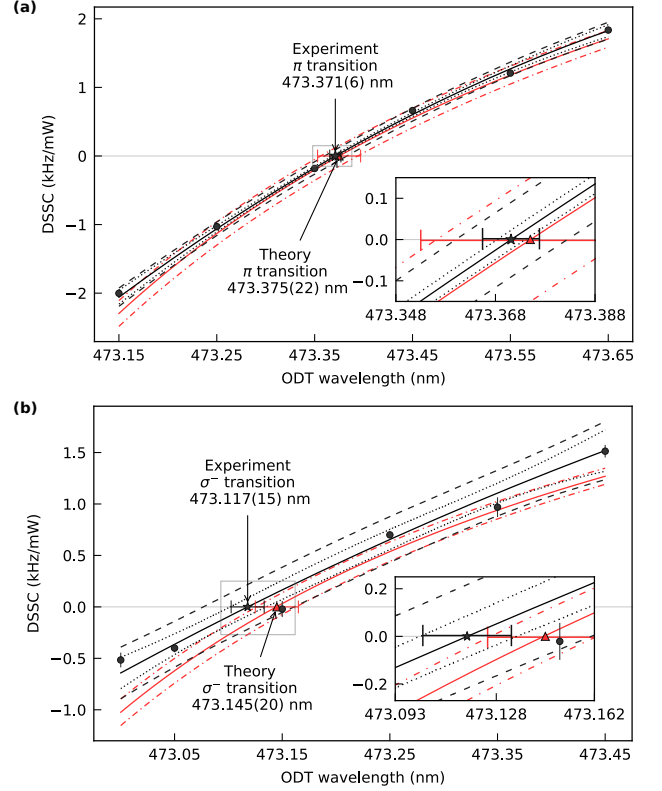 (a)
2
1
0
−1
−2
DSSC (kHz/mW)
Experiment
π transition
473.371(6) nm
Theory
π transition
473.375(22) nm
0.1
0.0
−0.1
473.348
473.368
473.388
473.15
473.25
473.35
473.45
473.55
473.65
ODT wavelength (nm)
(b)
1.5
1.0
0.5
0.0
−0.5
−1.0
DSSC (kHz/mW)
Experiment
σ⁻ transition
473.117(15) nm
Theory
σ⁻ transition
473.145(20) nm
0.2
0.0
−0.2
473.093
473.128
473.162
473.05
473.15
473.25
473.35
473.45
ODT wavelength (nm)